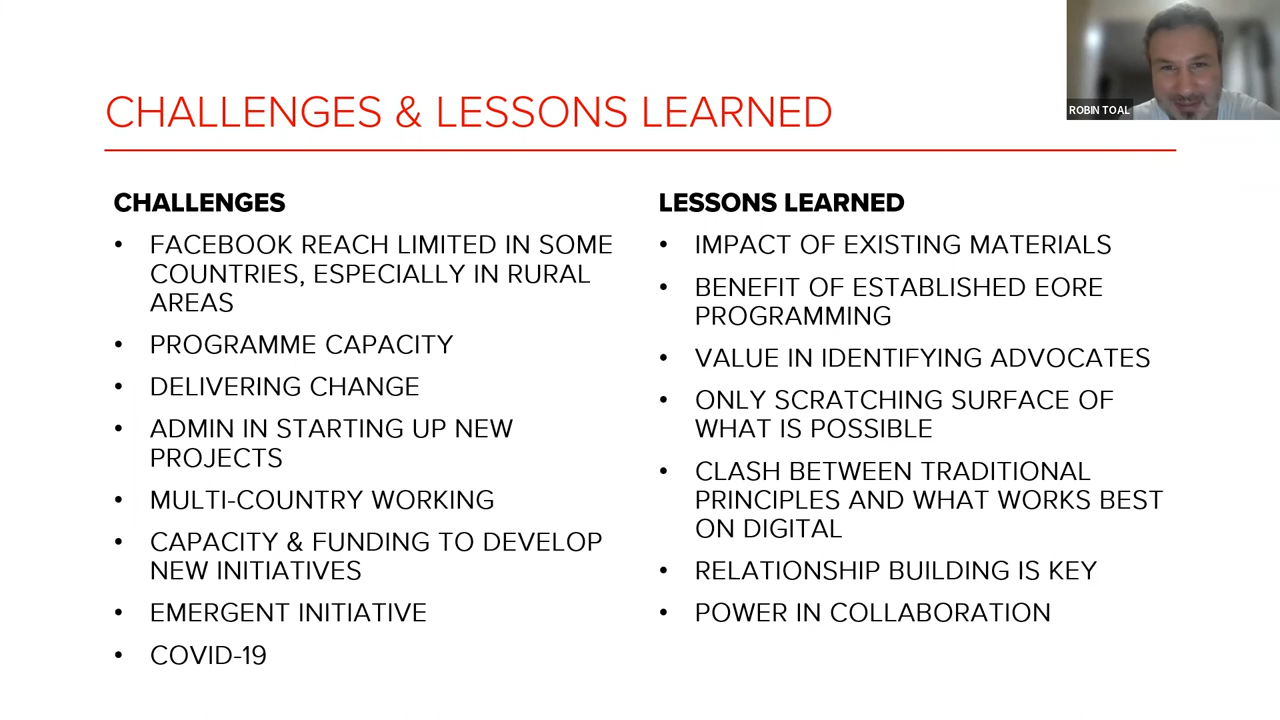 ROBIN TOAL
CHALLENGES & LESSONS LEARNED
CHALLENGES
• FACEBOOK REACH LIMITED IN SOME
COUNTRIES, ESPECIALLY IN RURAL
AREAS
• PROGRAMME CAPACITY
• DELIVERING CHANGE
• ADMIN IN STARTING UP NEW
PROJECTS
• MULTI-COUNTRY WORKING
• CAPACITY & FUNDING TO DEVELOP
NEW INITIATIVES
• EMERGENT INITIATIVE
• COVID-19
LESSONS LEARNED
• IMPACT OF EXISTING MATERIALS
• BENEFIT OF ESTABLISHED EORE
PROGRAMMING
• VALUE IN IDENTIFYING ADVOCATES
• ONLY SCRATCHING SURFACE OF
WHAT IS POSSIBLE
• CLASH BETWEEN TRADITIONAL
PRINCIPLES AND WHAT WORKS BEST
ON DIGITAL
• RELATIONSHIP BUILDING IS KEY
• POWER IN COLLABORATION